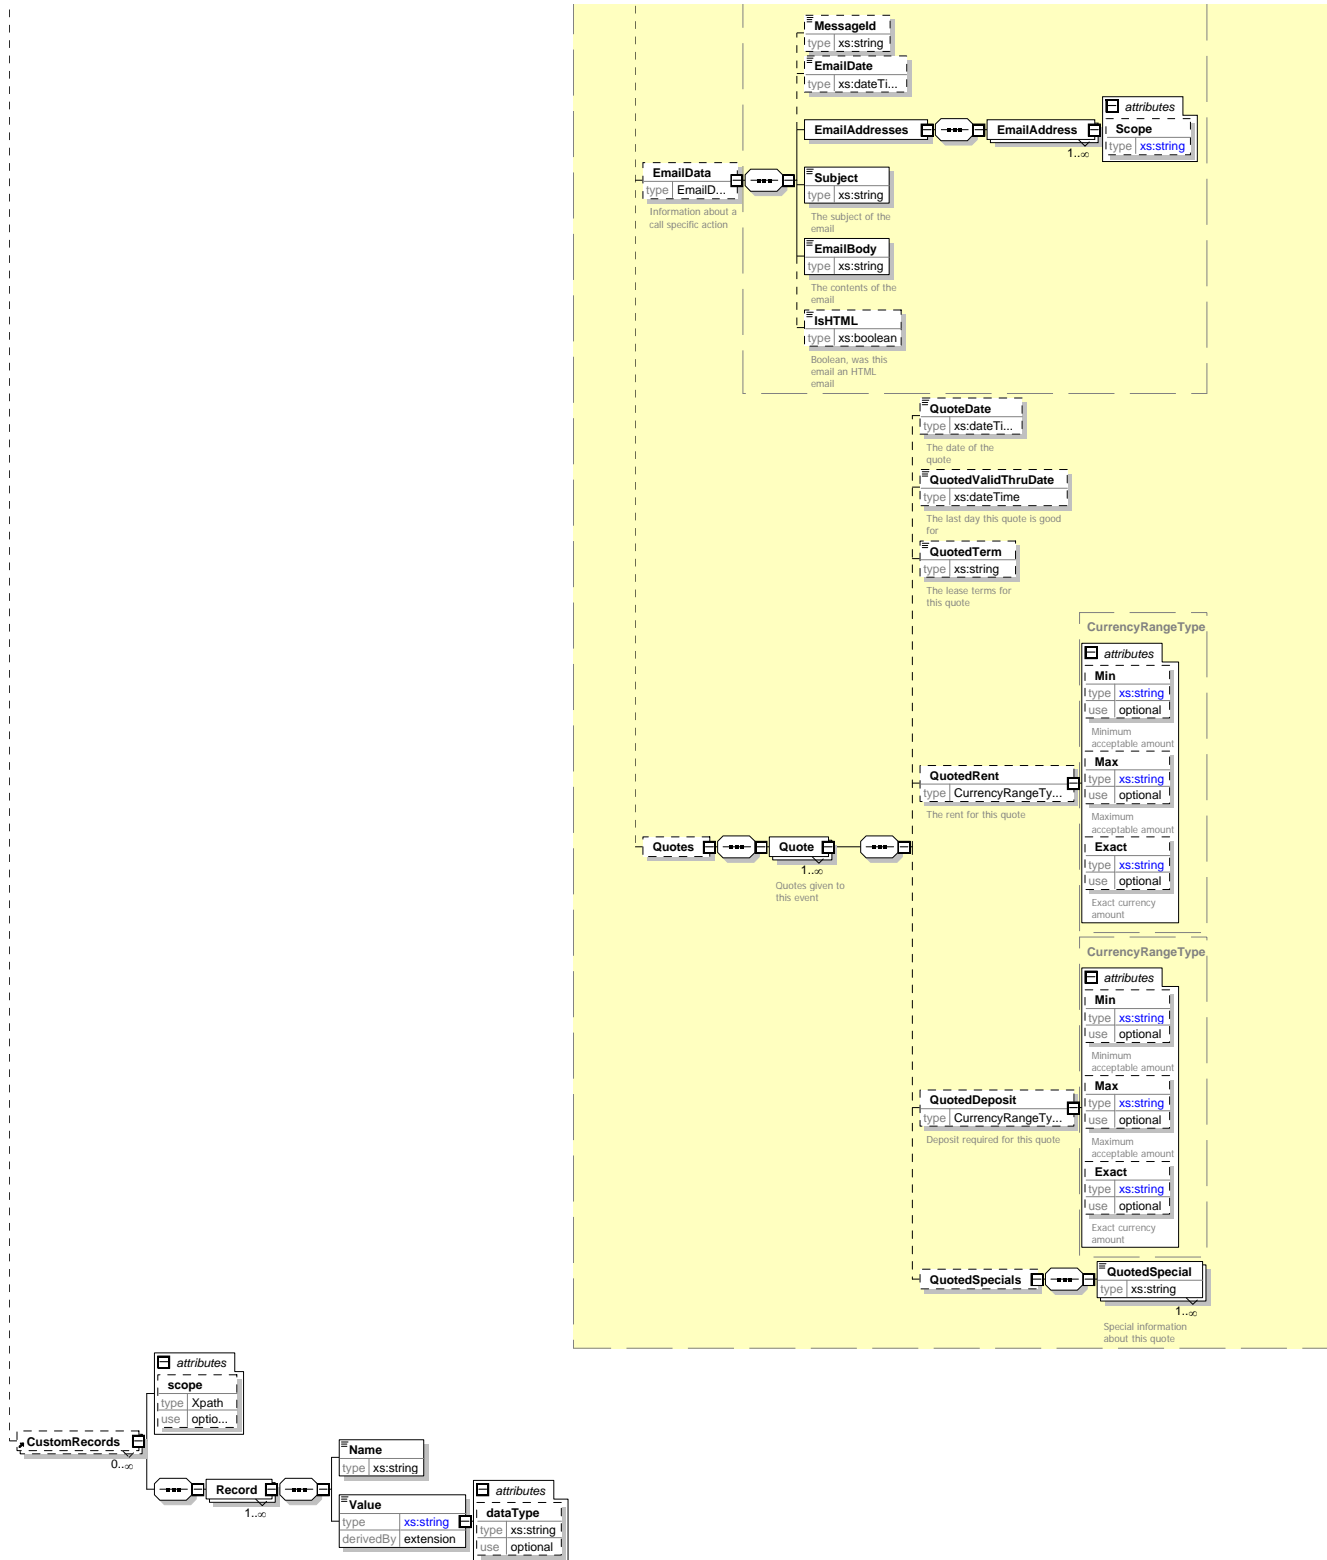 MessageId
type xs:string
EmailDate
type xs:dateTi...
attributes
EmailAddresses
EmailAddress
1..∞
Scope
type xs:string
EmailData
type EmailD...
Information about a
call specific action
Subject
type xs:string
The subject of the
email
EmailBody
type xs:string
The contents of the
email
IsHTML
type xs:boolean
Boolean, was this
email an HTML
email
QuoteDate
type xs:dateTi...
The date of the
quote
QuotedValidThruDate
type xs:dateTime
The last day this quote is good
for
QuotedTerm
type xs:string
The lease terms for
this quote
CurrencyRangeType
attributes
Min
type xs:string
use optional
Minimum
acceptable amount
Max
type xs:string
use optional
Maximum
acceptable amount
Exact
type xs:string
use optional
Exact currency
amount
QuotedRent
type CurrencyRangeTy...
The rent for this quote
Quotes
Quote
1..∞
Quotes given to
this event
CurrencyRangeType
attributes
Min
type xs:string
use optional
Minimum
acceptable amount
Max
type xs:string
use optional
Maximum
acceptable amount
Exact
type xs:string
use optional
Exact currency
amount
QuotedDeposit
type CurrencyRangeTy...
Deposit required for this quote
QuotedSpecials
QuotedSpecial
type xs:string
1..∞
Special information
about this quote
attributes
scope
type Xpath
use optio...
CustomRecords
0..∞
Record
1..∞
Name
type xs:string
Value
type xs:string
derivedBy extension
attributes
dataType
type xs:string
use optional